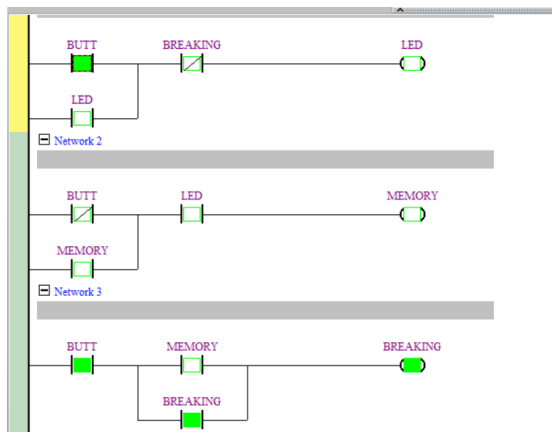 BUTT BREAKING LED
LED
Network 2
BUTT LED MEMORY
MEMORY
Network 3
BUTT MEMORY BREAKING
BREAKING